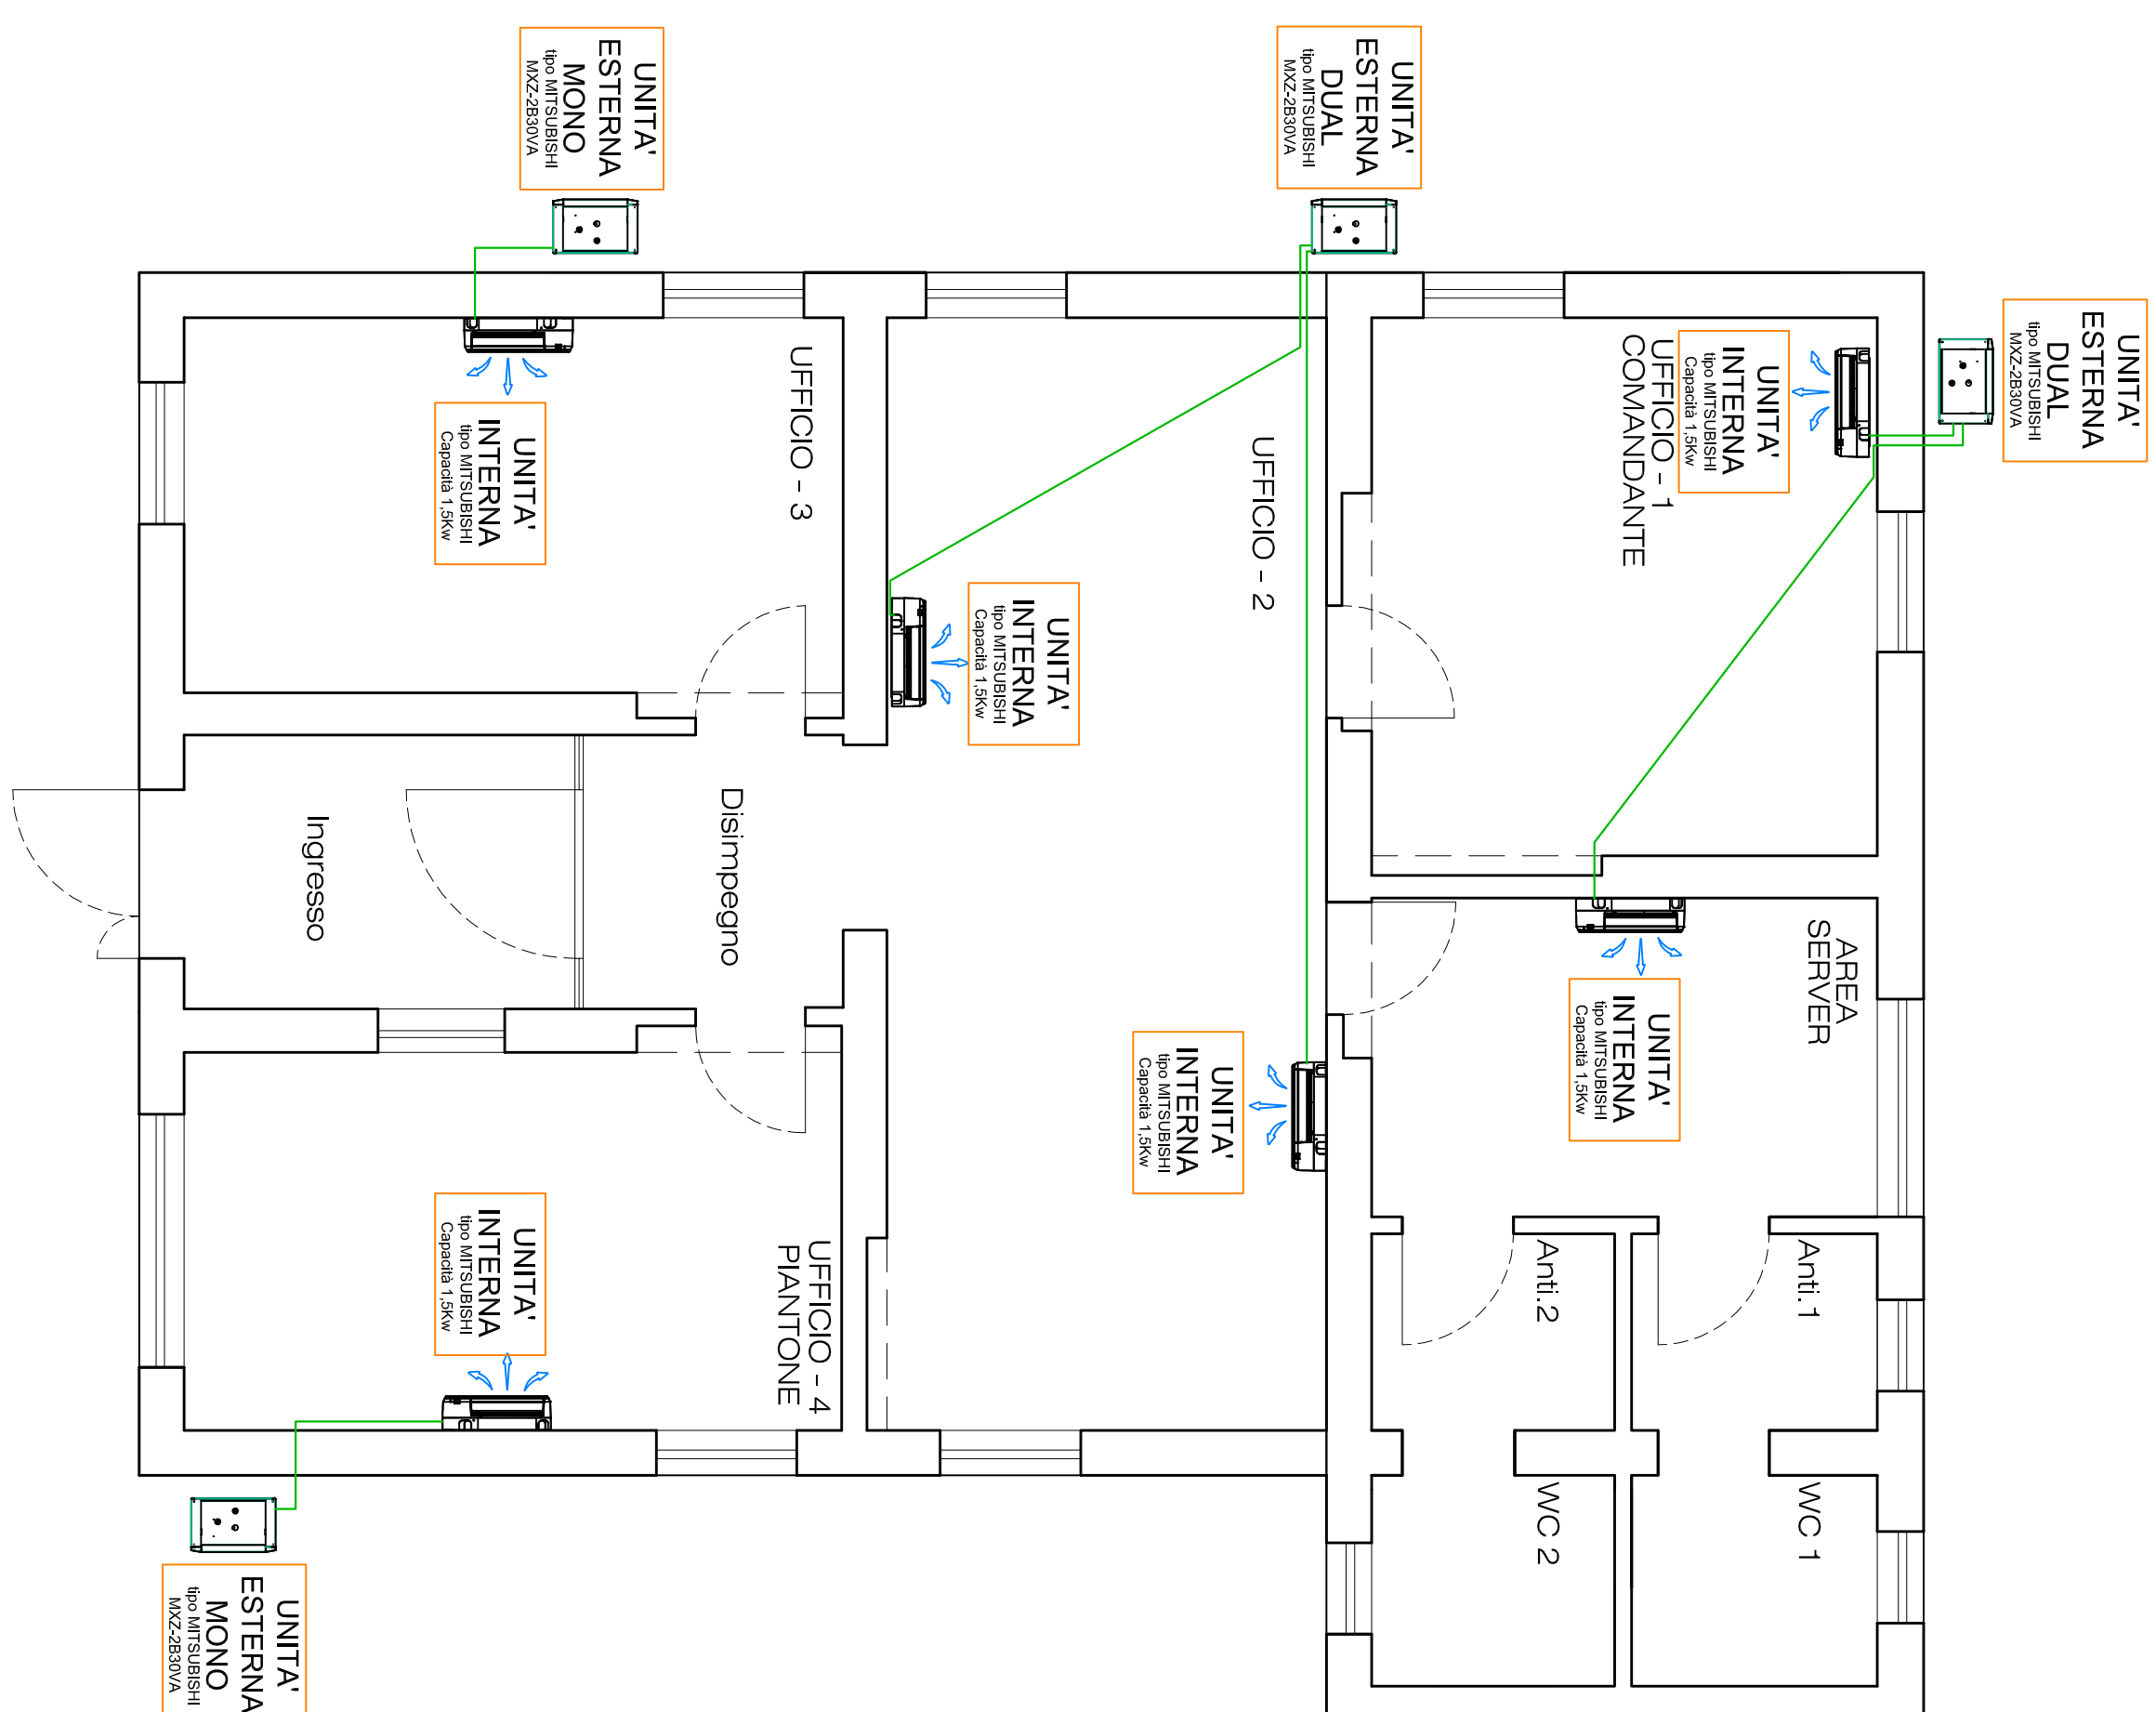 UNITA'
ESTERNA
DUAL
tipo MITSUBISHI
MXZ-2B30VA
UNITA'
INTERNA
tipo MITSUBISHI
Capacità 1,5Kw
UFFICIO - 1
COMANDANTE
AREA
SERVER
UNITA'
INTERNA
tipo MITSUBISHI
Capacità 1,5Kw
Anti.1
WC 1
Anti.2
WC 2
UNITA'
ESTERNA
DUAL
tipo MITSUBISHI
MXZ-2B30VA
UFFICIO - 2
UNITA'
INTERNA
tipo MITSUBISHI
Capacità 1,5Kw
UNITA'
INTERNA
tipo MITSUBISHI
Capacità 1,5Kw
UNITA'
ESTERNA
MONO
tipo MITSUBISHI
MXZ-2B30VA
UFFICIO - 3
UNITA'
INTERNA
tipo MITSUBISHI
Capacità 1,5Kw
Disimpegno
Ingresso
UFFICIO - 4
PIANTONE
UNITA'
INTERNA
tipo MITSUBISHI
Capacità 1,5Kw
UNITA'
ESTERNA
MONO
tipo MITSUBISHI
MXZ-2B30VA